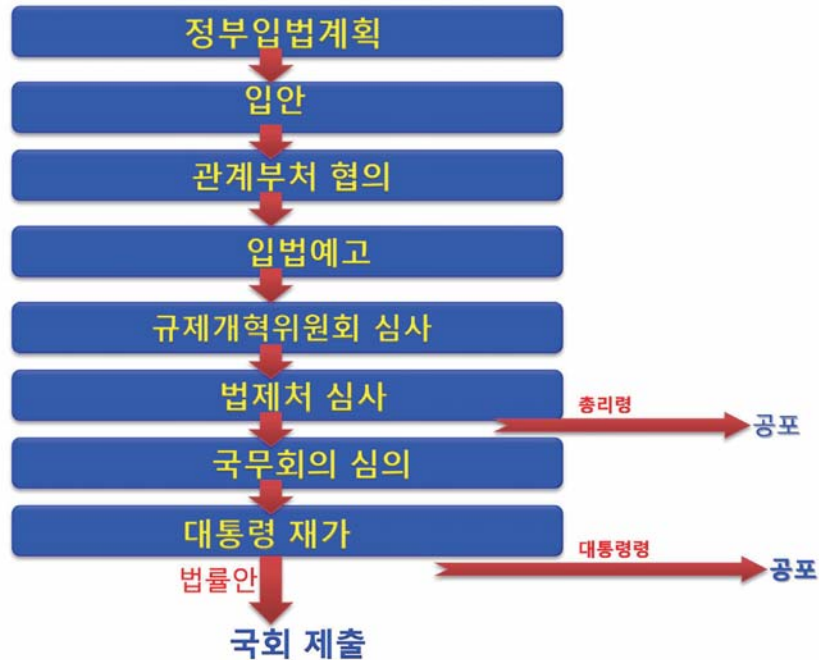 정부입법계획
입안
관계부처 협의
입법예고
규제개혁위원회 심사
법제처 심사
총리령
공포
국무회의 심의
대통령 재가
대통령령
공포
법률안
국회 제출